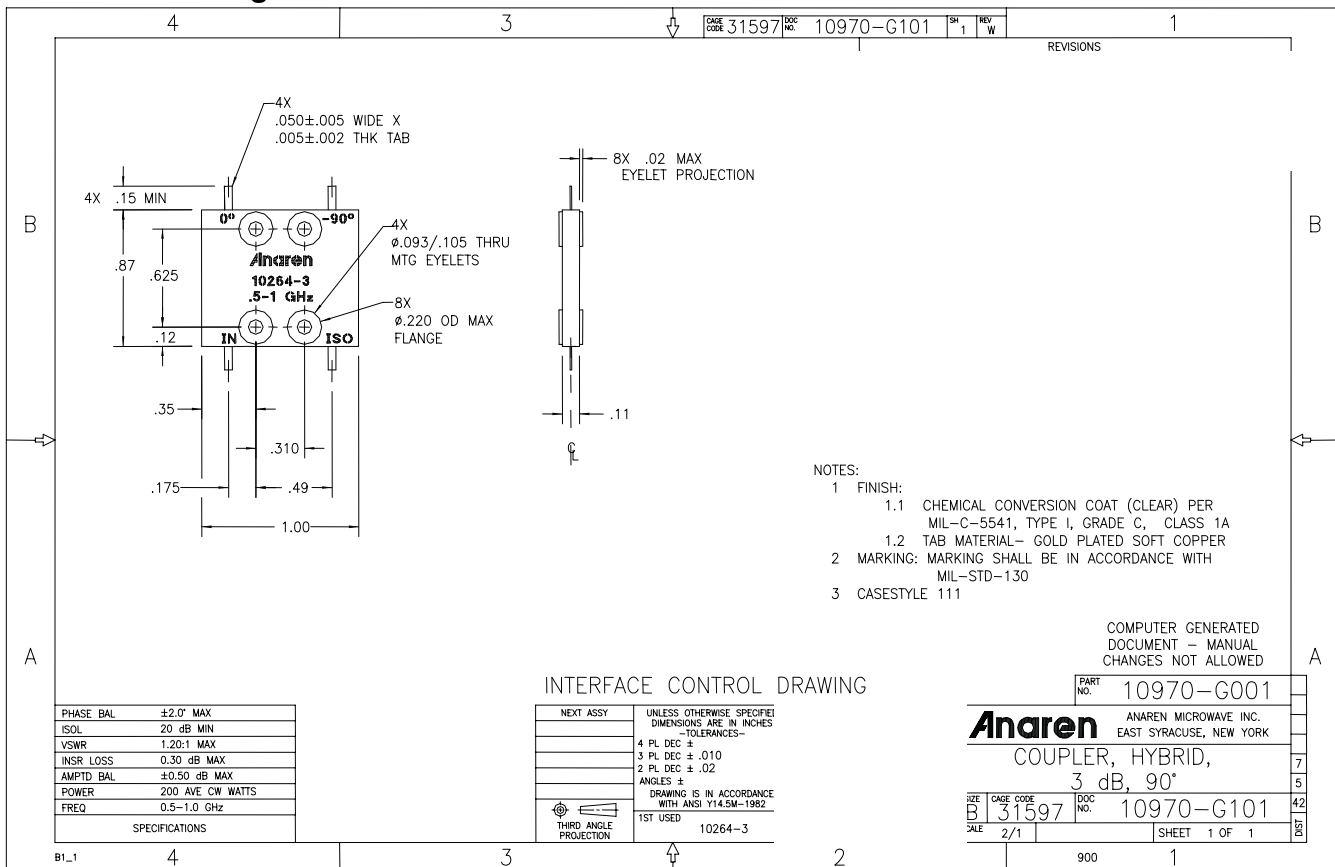 4 3 1
CAGE CODE 31597 DOC NO. 10970-G101 SH 1 REV W
REVISIONS
4X
.050±.005 WIDE X
.005±.002 THK TAB
8X .02 MAX
EYELET PROJECTION
4X .15 MIN
B B
0° -90°
4X
ø.093/.105 THRU
MTG EYELETS
.87
.625
Anaren
10264-3
.5-1 GHz
8X
ø.220 OD MAX
FLANGE
.12
IN ISO
.35
.11
.310
.175
.49
1.00
NOTES:
1 FINISH:
1.1 CHEMICAL CONVERSION COAT (CLEAR) PER
MIL-C-5541, TYPE I, GRADE C, CLASS 1A
1.2 TAB MATERIAL- GOLD PLATED SOFT COPPER
2 MARKING: MARKING SHALL BE IN ACCORDANCE WITH
MIL-STD-130
3 CASESTYLE 111
COMPUTER GENERATED
DOCUMENT - MANUAL
CHANGES NOT ALLOWED
A A
INTERFACE CONTROL DRAWING
PART NO. 10970-G001
PHASE BAL ±2.0° MAX
ISOL 20 dB MIN
VSWR 1.20:1 MAX
INSR LOSS 0.30 dB MAX
AMPTD BAL ±0.50 dB MAX
POWER 200 AVE CW WATTS
FREQ 0.5-1.0 GHz
SPECIFICATIONS
NEXT ASSY
THIRD ANGLE
PROJECTION
UNLESS OTHERWISE SPECIFIED
DIMENSIONS ARE IN INCHES
-TOLERANCES-
4 PL DEC ±
3 PL DEC ± .010
2 PL DEC ± .02
ANGLES ±
DRAWING IS IN ACCORDANCE
WITH ANSI Y14.5M-1982
1ST USED
10264-3
Anaren
ANAREN MICROWAVE INC.
EAST SYRACUSE, NEW YORK
COUPLER, HYBRID,
3 dB, 90°
7
5
42
DIST
B CAGE CODE 31597 DOC NO. 10970-G101
2/1 SHEET 1 OF 1
B1_1 4 3 2 900 1